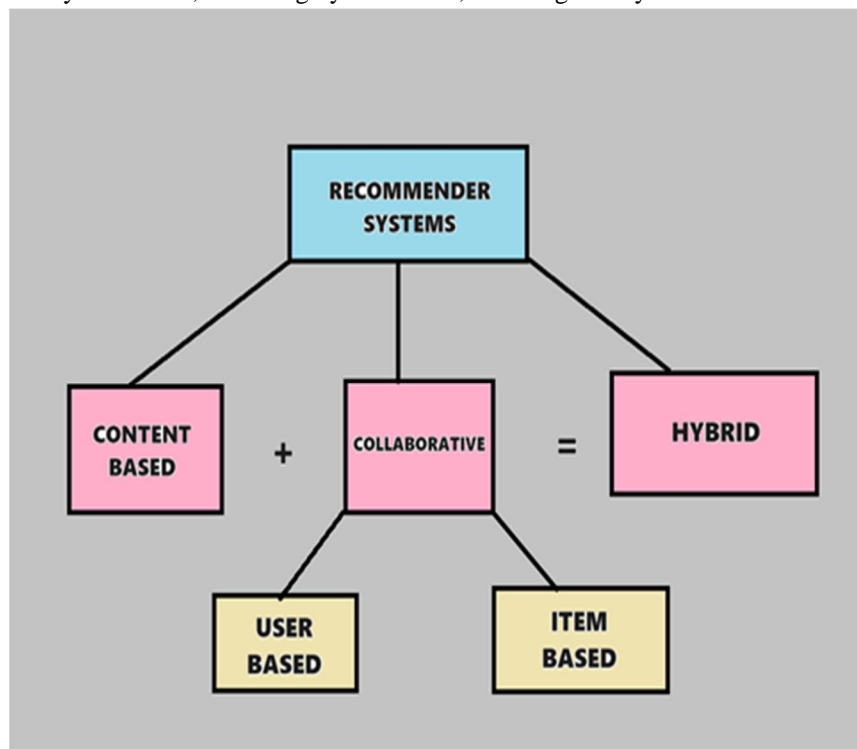 RECOMMENDER
SYSTEMS
CONTENT
BASED
+
COLLABORATIVE
=
HYBRID
USER
BASED
ITEM
BASED